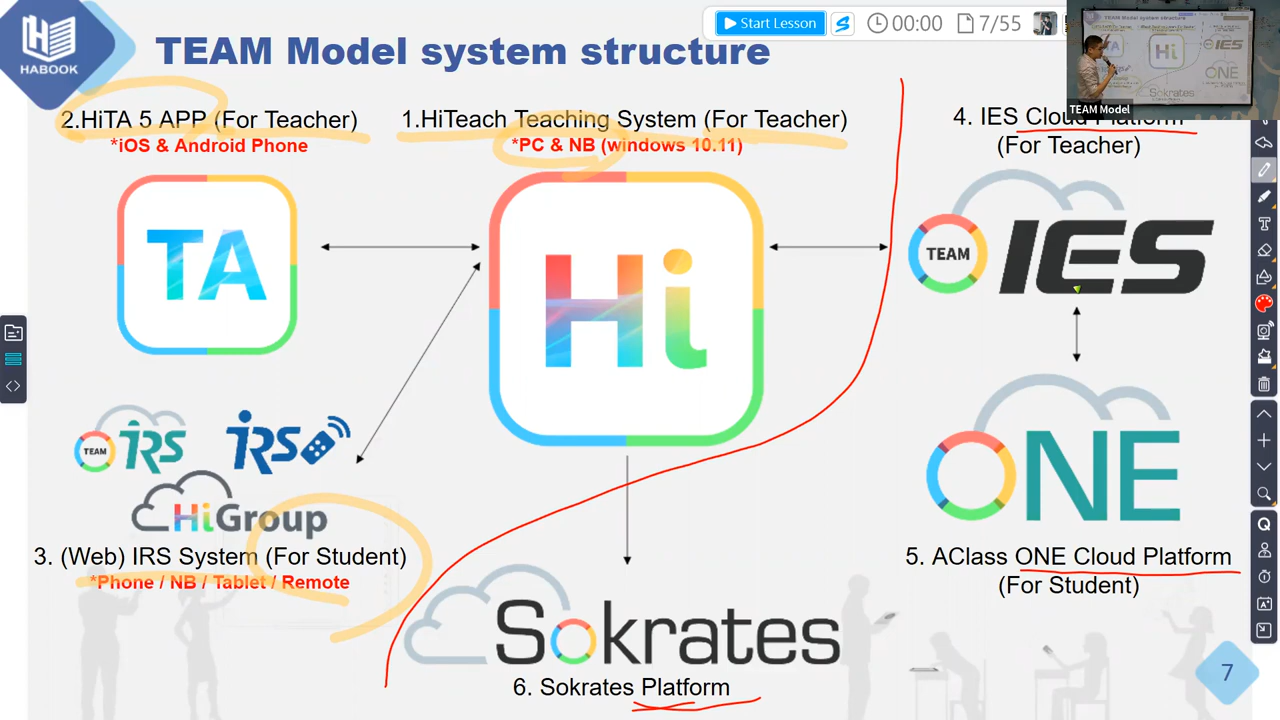 HABOOK
TEAM Model system structure
Start Lesson
00:00
7/55
TEAM Model
2.HiTA 5 APP (For Teacher)
*iOS & Android Phone
1.HiTeach Teaching System (For Teacher)
*PC & NB (windows 10.11)
4. IES Cloud Platform
(For Teacher)
TA
Hi
TEAM
IES
TEAM
iRS
iRS
HiGroup
3. (Web) IRS System (For Student)
*Phone / NB / Tablet / Remote
ONE
5. AClass ONE Cloud Platform
(For Student)
Sokrates
6. Sokrates Platform
7